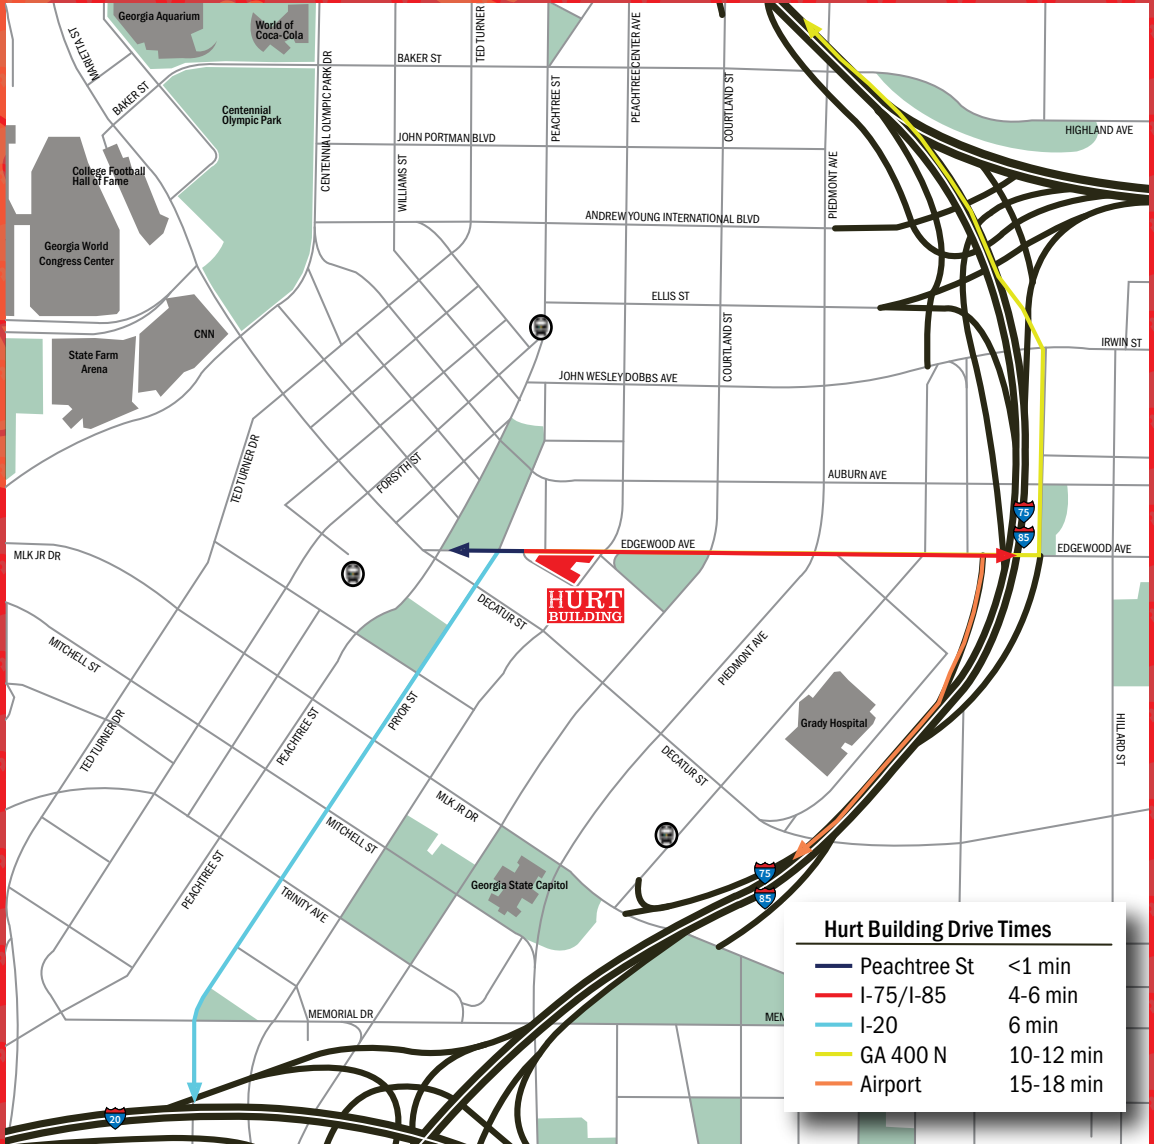 Georgia Aquarium
World of
Coca-Cola
MARIETTA ST
BAKER ST
TED TURNER
PEACHTREE CENTER AVE
CENTENNIAL OLYMPIC PARK DR
BAKER ST
PEACHTREE ST
COURTLAND ST
Centennial
Olympic Park
JOHN PORTMAN BLVD
HIGHLAND AVE
College Football
Hall of Fame
WILLIAMS ST
PIEDMONT AVE
ANDREW YOUNG INTERNATIONAL BLVD
Georgia World
Congress Center
ELLIS ST
CNN
COURTLAND ST
IRWIN ST
State Farm
Arena
JOHN WESLEY DOBBS AVE
TED TURNER DR
FORSYTH ST
AUBURN AVE
75
85
EDGEWOOD AVE
EDGEWOOD AVE
MLK JR DR
HURT
BUILDING
DECATUR ST
MITCHELL ST
PIEDMONT AVE
TED TURNER DR
PEACHTREE ST
PRYOR ST
Grady Hospital
HILLARD ST
DECATUR ST
MLK JR DR
MITCHELL ST
PEACHTREE ST
TRINITY AVE
Georgia State Capitol
75
85
MEMORIAL DR
MEM
20
Hurt Building Drive Times
Peachtree St <1 min
I-75/I-85 4-6 min
I-20 6 min
GA 400 N 10-12 min
Airport 15-18 min